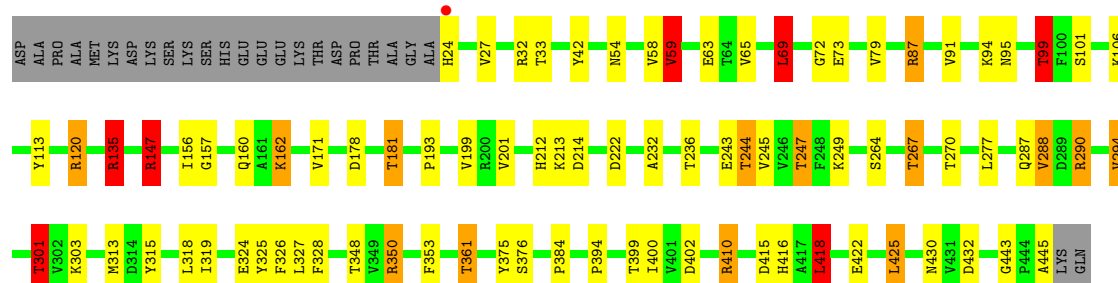 ASP ALA PRO ALA MET LYS ASP LYS SER LYS SER HIS GLU GLU GLU LYS THR ASP PRO THR ALA GLY ALA H24 V27 R32 T33 Y42 N54 V58 V59 E63 T64 V65 L69 G72 E73 V79 R87 V91 K94 N95 T99 F100 S101 K106
Y113 R120 R135 R147 I156 G157 Q160 A161 K162 V171 D178 T181 P193 V199 R200 V201 H212 K213 D214 D222 A232 T236 E243 T244 V245 V246 T247 F248 K249 S264 T267 T270 L277 Q287 V288 D289 R290 V294
T301 V302 K303 M313 D314 Y315 L318 I319 E324 Y325 F326 L327 F328 T348 V349 R350 F353 T361 Y375 S376 P384 P394 T399 I400 V401 D402 R410 D415 H416 A417 L418 E422 L425 N430 V431 D432 G443 P444 A445 LYS GLN